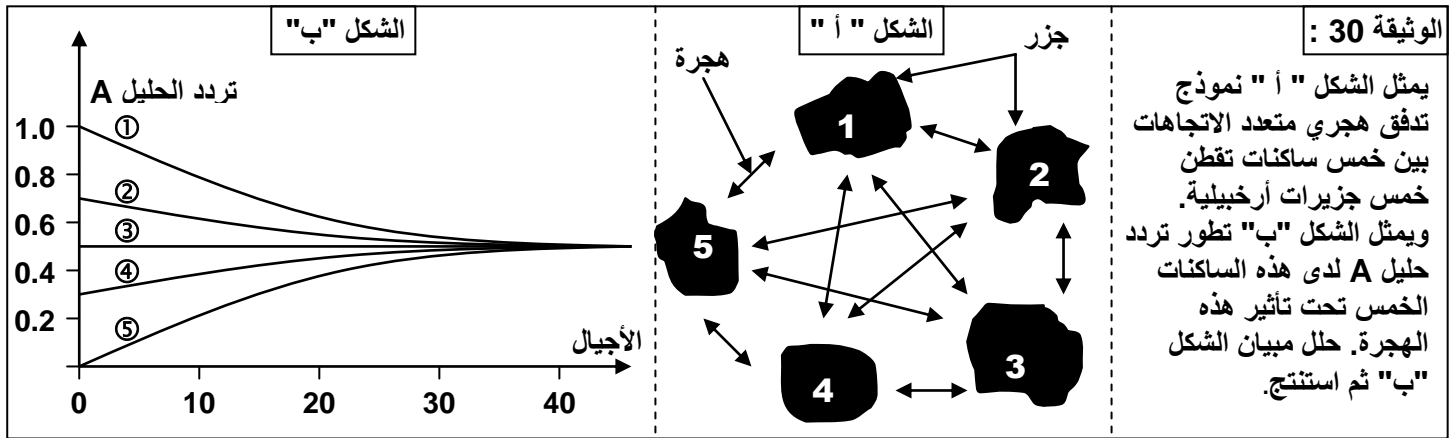 الوثيقة 30 :
يمثل الشكل " أ " نموذج
تدفق هجري متعدد الاتجاهات
بين خمس ساكنات تقطن
خمس جزيرات أرخبيلية.
ويمثل الشكل "ب" تطور تردد
حليل A لدى هذه الساكنات
الخمس تحت تأثير هذه
الهجرة. حلل مبيان الشكل
"ب" ثم استنتج.
الشكل " أ "
جزر
هجرة
1
2
3
4
5
الشكل "ب"
تردد الحليل A
1.0
0.8
0.6
0.4
0.2
①
②
③
④
⑤
الأجيال
0 10 20 30 40